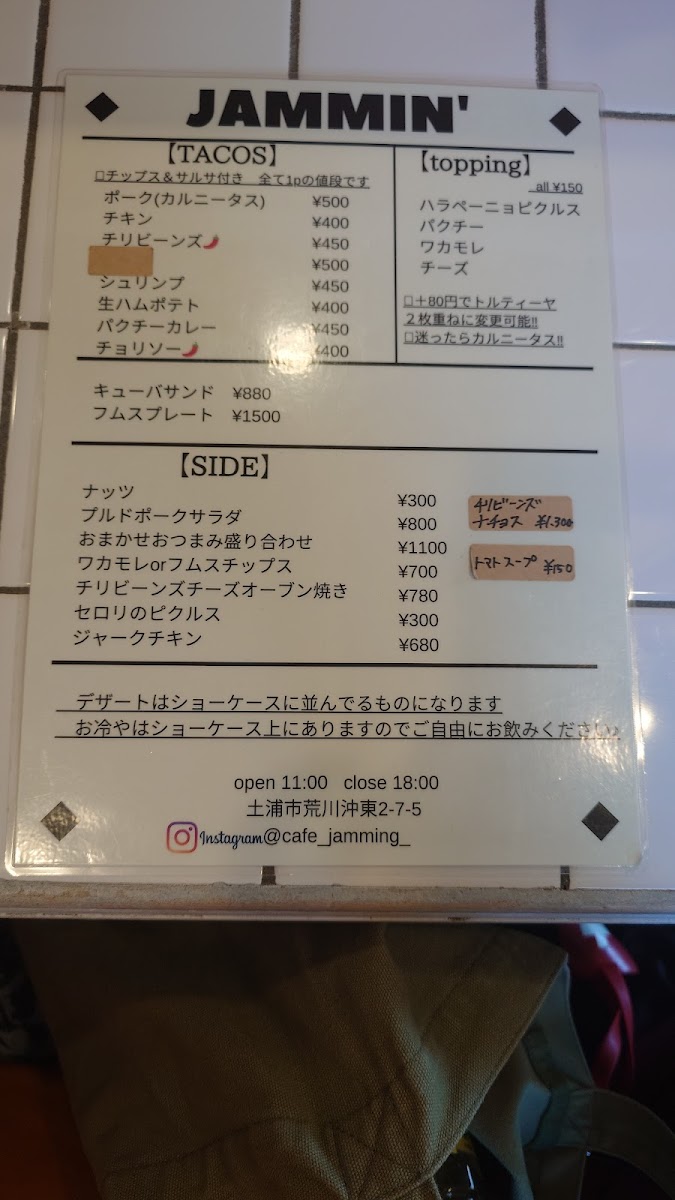 JAMMIN'
【TACOS】
□チップス＆サルサ付き　全て1pの値段です
ポーク(カルニータス) ¥500
チキン ¥400
チリビーンズ🌶 ¥450
¥500
シュリンプ ¥450
生ハムポテト ¥400
パクチーカレー ¥450
チョリソー🌶 ¥400
【topping】
all ¥150
ハラペーニョピクルス
パクチー
ワカモレ
チーズ
□＋80円でトルティーヤ
２枚重ねに変更可能!!
□迷ったらカルニータス!!
キューバサンド ¥880
フムスプレート ¥1500
【SIDE】
ナッツ ¥300
プルドポークサラダ ¥800
おまかせおつまみ盛り合わせ ¥1100
ワカモレorフムスチップス ¥700
チリビーンズチーズオーブン焼き ¥780
セロリのピクルス ¥300
ジャークチキン ¥680
チリビーンズ
ナチョス ¥1.300
トマトスープ ¥150
デザートはショーケースに並んでるものになります
お冷やはショーケース上にありますのでご自由にお飲みください♪
open 11:00 close 18:00
土浦市荒川沖東2-7-5
Instagram@cafe_jamming_